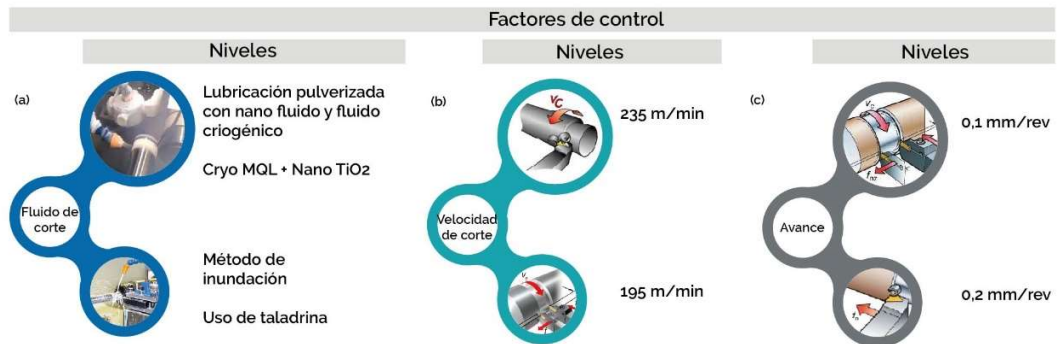 Factores de control
Niveles
Niveles
Niveles
(a)
Lubricación pulverizada
con nano fluido y fluido
criogénico
Cryo MQL + Nano TiO2
Fluido de
corte
Método de
inundación
Uso de taladrina
(b)
vC
235 m/min
Velocidad
de corte
195 m/min
(c)
0,1 mm/rev
Avance
0,2 mm/rev